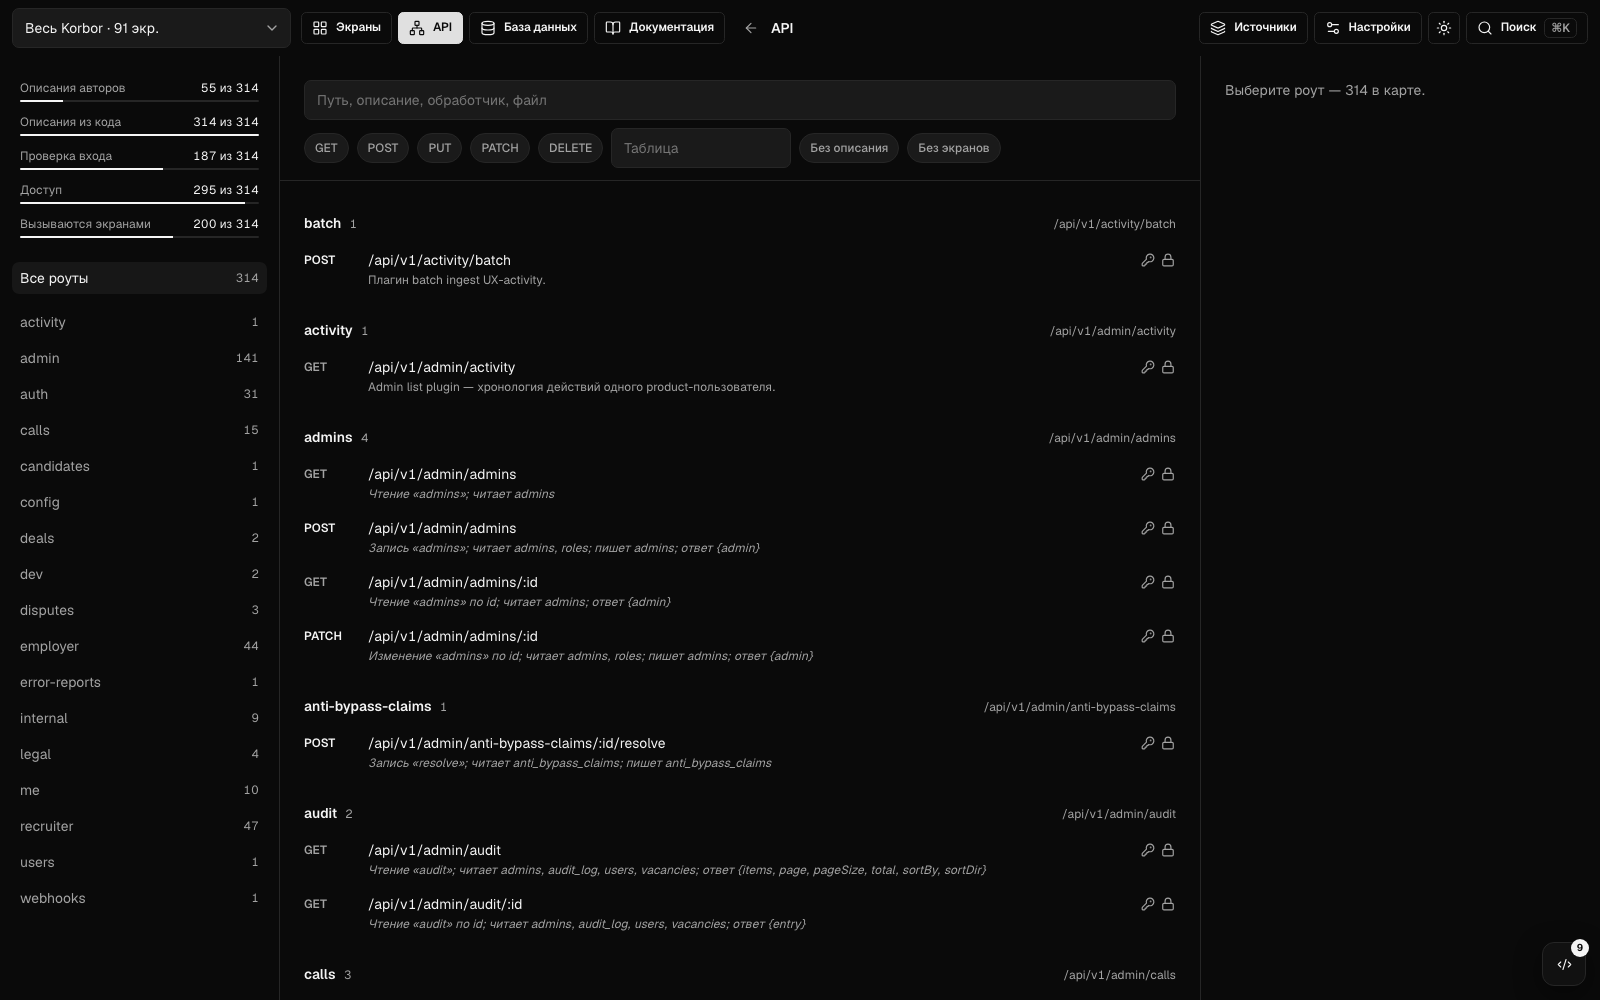 Весь Korbor · 91 экр.
Экраны
API
База данных
Документация
API
Источники
Настройки
Поиск ⌘K
Описания авторов 55 из 314
Описания из кода 314 из 314
Проверка входа 187 из 314
Доступ 295 из 314
Вызываются экранами 200 из 314
Все роуты 314
activity 1
admin 141
auth 31
calls 15
candidates 1
config 1
deals 2
dev 2
disputes 3
employer 44
error-reports 1
internal 9
legal 4
me 10
recruiter 47
users 1
webhooks 1
Путь, описание, обработчик, файл
GET POST PUT PATCH DELETE Таблица Без описания Без экранов
batch 1 /api/v1/activity/batch
POST /api/v1/activity/batch
Плагин batch ingest UX-activity.
activity 1 /api/v1/admin/activity
GET /api/v1/admin/activity
Admin list plugin — хронология действий одного product-пользователя.
admins 4 /api/v1/admin/admins
GET /api/v1/admin/admins
Чтение «admins»; читает admins
POST /api/v1/admin/admins
Запись «admins»; читает admins, roles; пишет admins; ответ {admin}
GET /api/v1/admin/admins/:id
Чтение «admins» по id; читает admins; ответ {admin}
PATCH /api/v1/admin/admins/:id
Изменение «admins» по id; читает admins, roles; пишет admins; ответ {admin}
anti-bypass-claims 1 /api/v1/admin/anti-bypass-claims
POST /api/v1/admin/anti-bypass-claims/:id/resolve
Запись «resolve»; читает anti_bypass_claims; пишет anti_bypass_claims
audit 2 /api/v1/admin/audit
GET /api/v1/admin/audit
Чтение «audit»; читает admins, audit_log, users, vacancies; ответ {items, page, pageSize, total, sortBy, sortDir}
GET /api/v1/admin/audit/:id
Чтение «audit» по id; читает admins, audit_log, users, vacancies; ответ {entry}
calls 3 /api/v1/admin/calls
Выберите роут — 314 в карте.
9